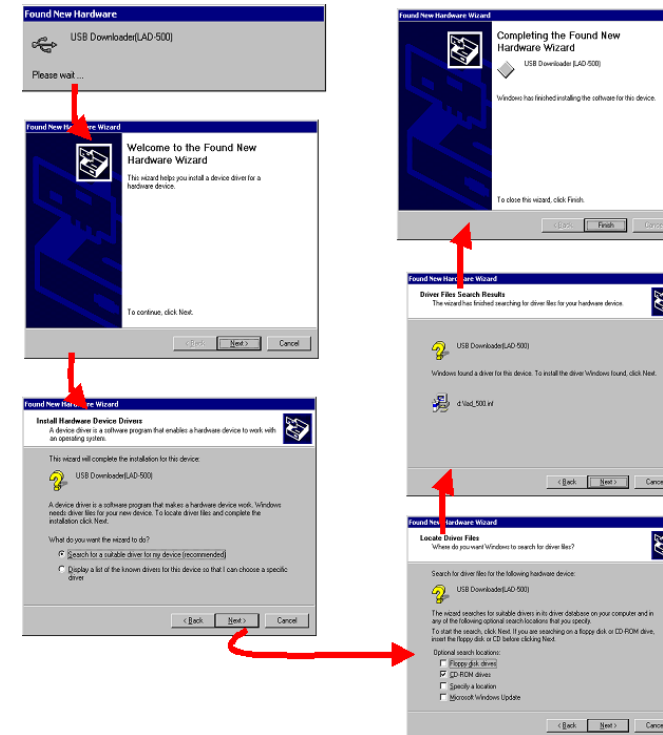 Found New Hardware
USB Downloader(LAD-500)
Please wait ...
Found New Hardware Wizard
Welcome to the Found New
Hardware Wizard
This wizard helps you install a device driver for a
hardware device.
To continue, click Next.
< Back
Next >
Cancel
Found New Hardware Wizard
Install Hardware Device Drivers
A device driver is a software program that enables a hardware device to work with
an operating system.
This wizard will complete the installation for this device:
USB Downloader(LAD-500)
A device driver is a software program that makes a hardware device work. Windows
needs driver files for your new device. To locate driver files and complete the
installation click Next.
What do you want the wizard to do?
Search for a suitable driver for my device (recommended)
Display a list of the known drivers for this device so that I can choose a specific
driver
< Back
Next >
Cancel
Found New Hardware Wizard
Locate Driver Files
Where do you want Windows to search for driver files?
Search for driver files for the following hardware device:
USB Downloader(LAD-500)
The wizard searches for suitable drivers in its driver database on your computer and in
any of the following optional search locations that you specify.
To start the search, click Next. If you are searching on a floppy disk or CD-ROM drive,
insert the floppy disk or CD before clicking Next.
Optional search locations:
Floppy disk drives
CD-ROM drives
Specify a location
Microsoft Windows Update
< Back
Next >
Cance
Found New Hardware Wizard
Driver Files Search Results
The wizard has finished searching for driver files for your hardware device.
USB Downloader(LAD-500)
Windows found a driver for this device. To install the driver Windows found, click Next.
d:\lad_500.inf
< Back
Next >
Cance
Found New Hardware Wizard
Completing the Found New
Hardware Wizard
USB Downloader (LAD-500)
Windows has finished installing the software for this device.
To close this wizard, click Finish.
< Back
Finish
Cance